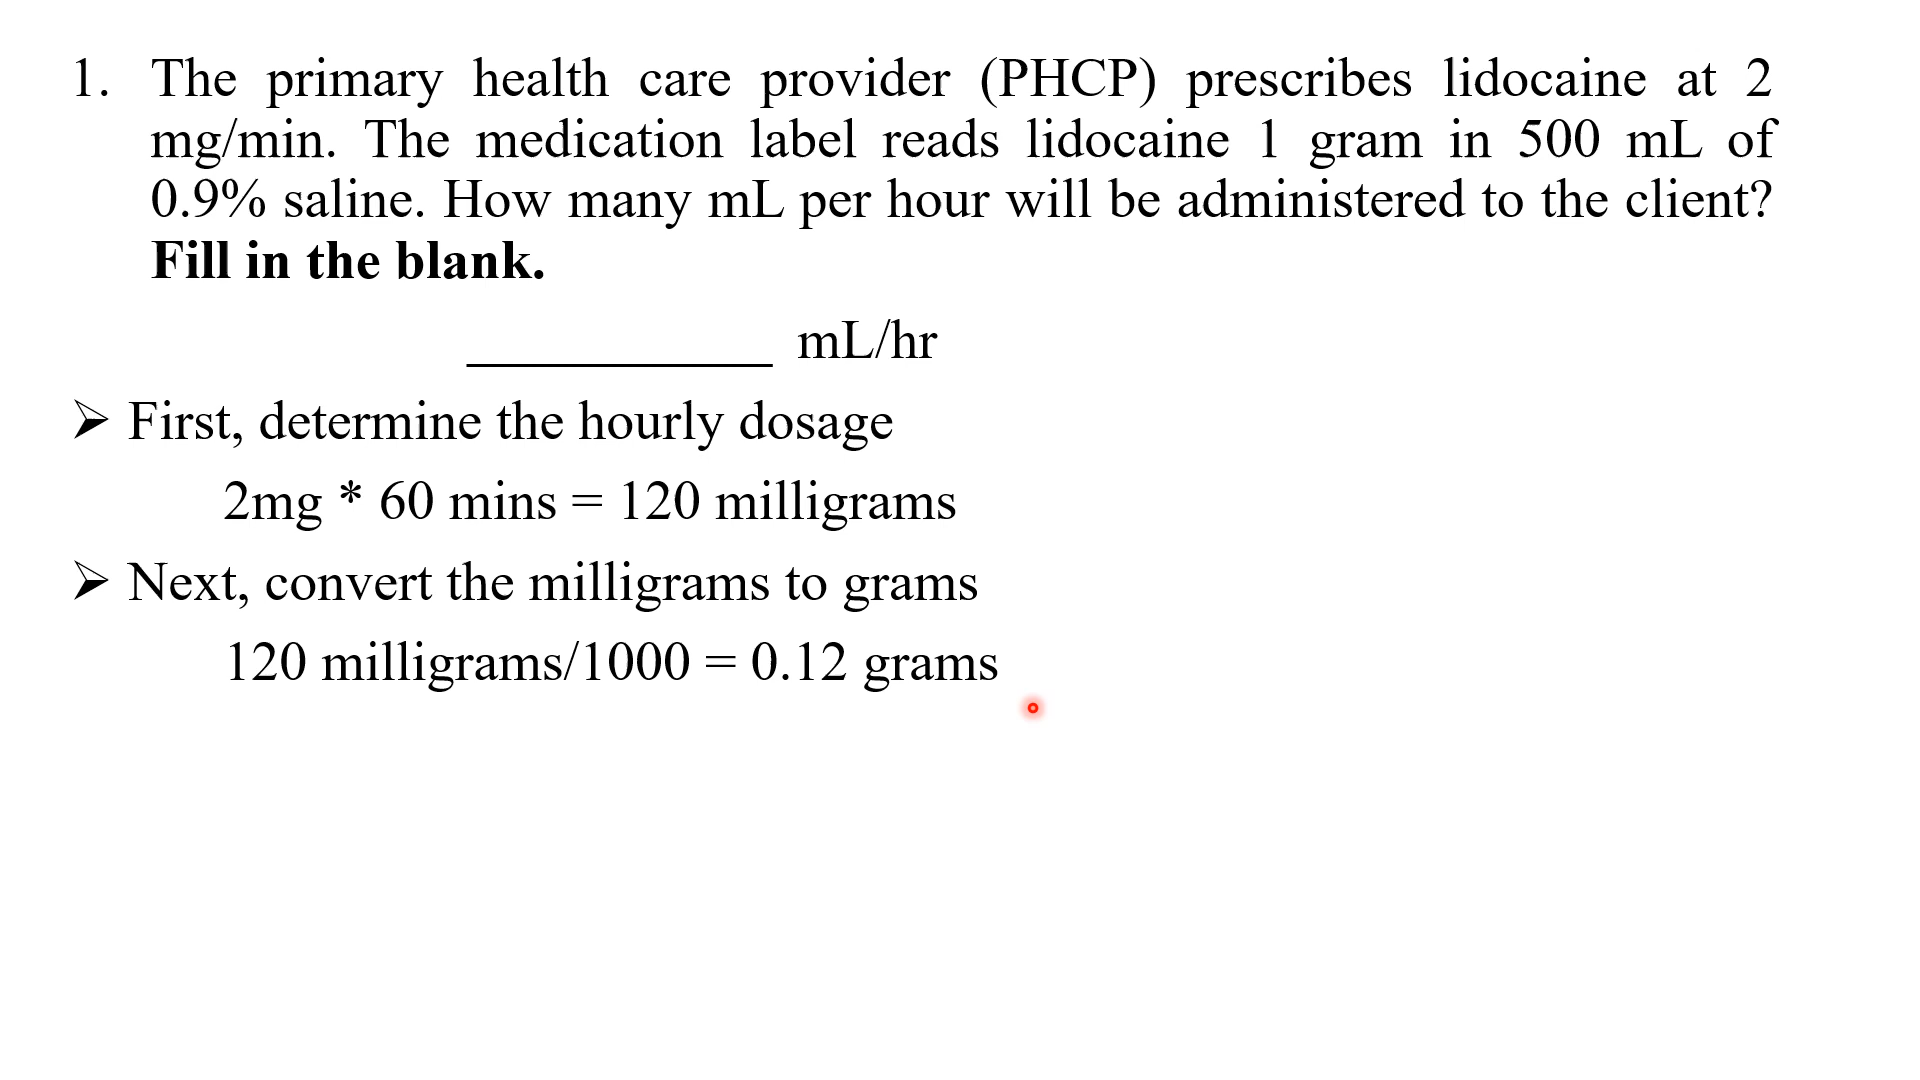 1. The primary health care provider (PHCP) prescribes lidocaine at 2
mg/min. The medication label reads lidocaine 1 gram in 500 mL of
0.9% saline. How many mL per hour will be administered to the client?
Fill in the blank.
___________ mL/hr
➢ First, determine the hourly dosage
2mg * 60 mins = 120 milligrams
➢ Next, convert the milligrams to grams
120 milligrams/1000 = 0.12 grams